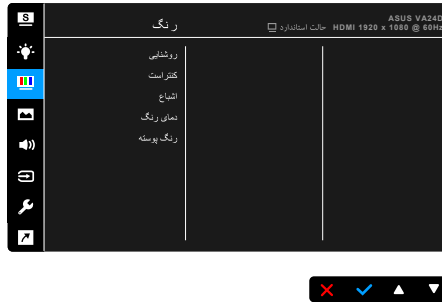 S
رنگ
ASUS VA24D
حالت استاندارد HDMI 1920 x 1080 @ 60Hz
روشنایی
کنتراست
اشباع
دمای رنگ
رنگ پوسته